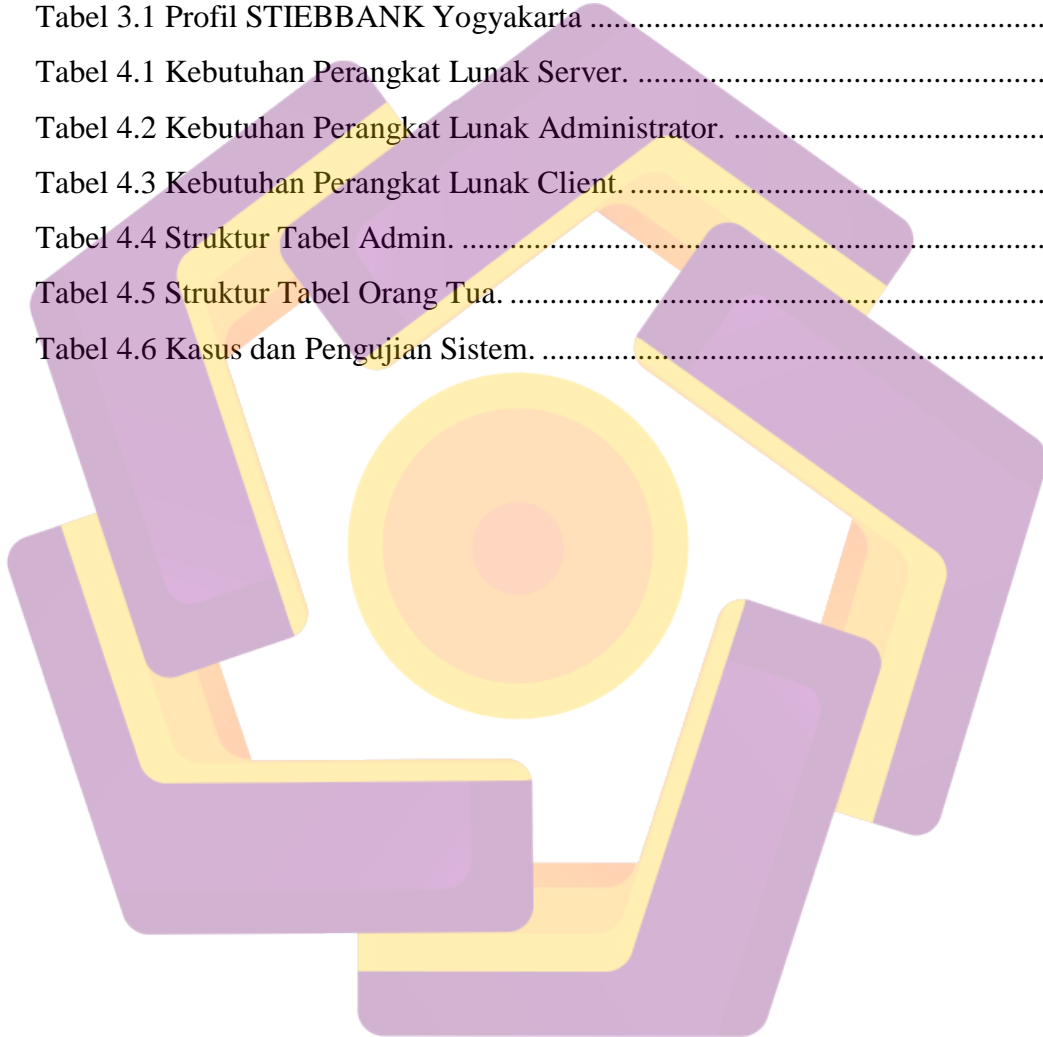 Tabel 3.1 Profil STIEBBANK Yogyakarta ........................................................
Tabel 4.1 Kebutuhan Perangkat Lunak Server. ..................................................
Tabel 4.2 Kebutuhan Perangkat Lunak Administrator. ......................................
Tabel 4.3 Kebutuhan Perangkat Lunak Client. ...................................................
Tabel 4.4 Struktur Tabel Admin. .......................................................................
Tabel 4.5 Struktur Tabel Orang Tua. .................................................................
Tabel 4.6 Kasus dan Pengujian Sistem. .............................................................